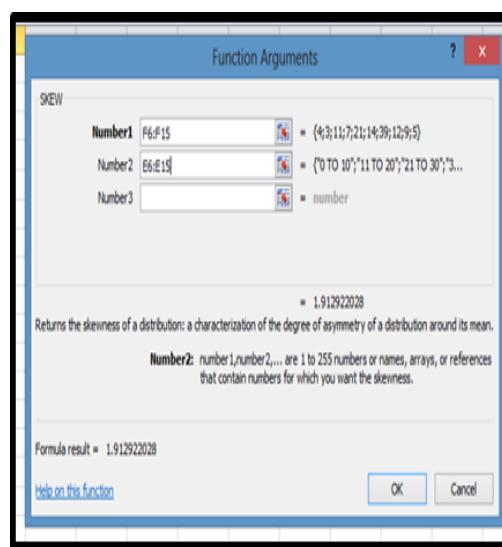 Function Arguments ? X
SKEW
Number1 F6:F15 = {4;3;11;7;21;14;39;12;9;5}
Number2 E6:E15 = {"0 TO 10";"11 TO 20";"21 TO 30";"3...
Number3 = number
= 1.912922028
Returns the skewness of a distribution: a characterization of the degree of asymmetry of a distribution around its mean.
Number2: number1,number2,... are 1 to 255 numbers or names, arrays, or references
that contain numbers for which you want the skewness.
Formula result = 1.912922028
Help on this function OK Cancel